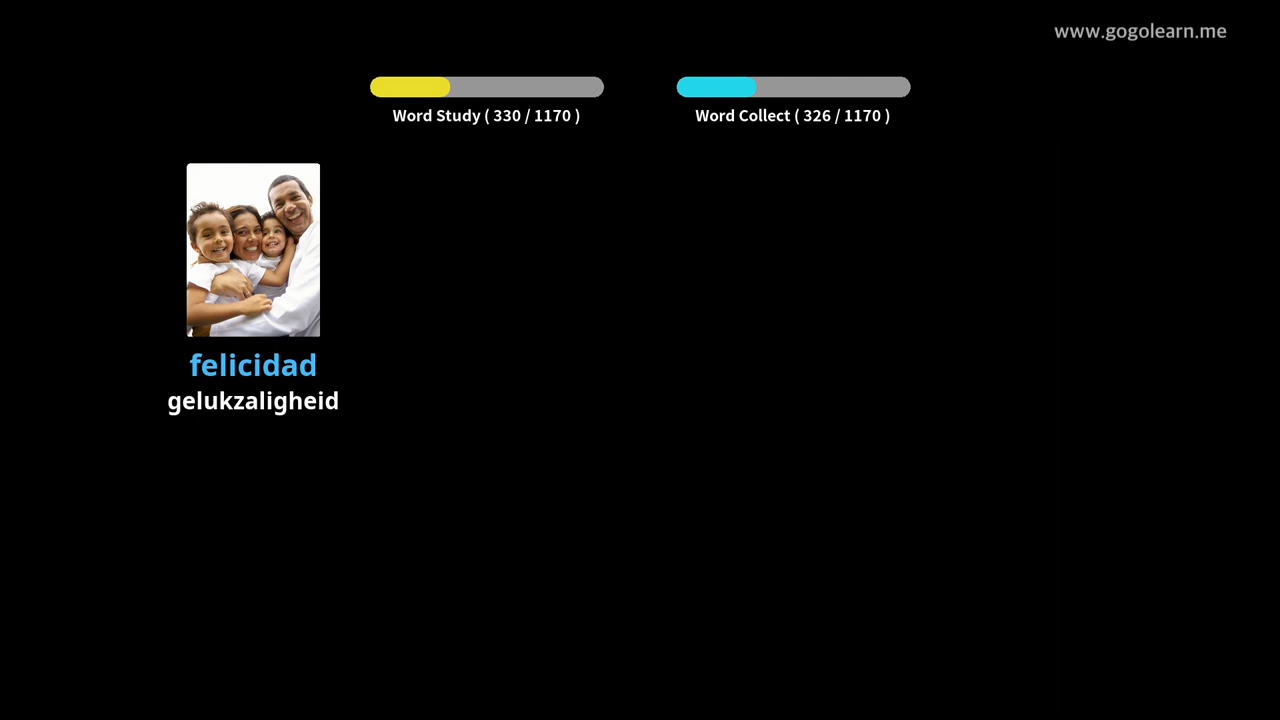 www.gogolearn.me
Word Study ( 330 / 1170 )
Word Collect ( 326 / 1170 )
felicidad
gelukzaligheid